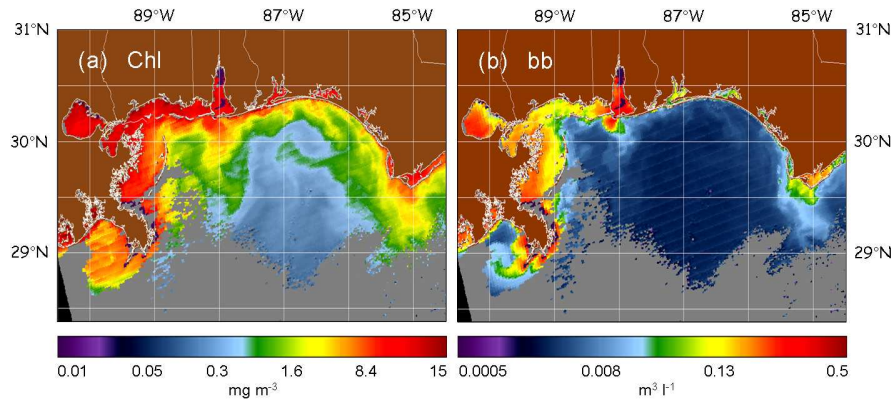 89°W 87°W 85°W 89°W 87°W 85°W
31°N 31°N
(a) Chl (b) bb
30°N 30°N
29°N 29°N
0.01 0.05 0.3 1.6 8.4 15 0.0005 0.008 0.13 0.5
mg m⁻³ m³ l⁻¹